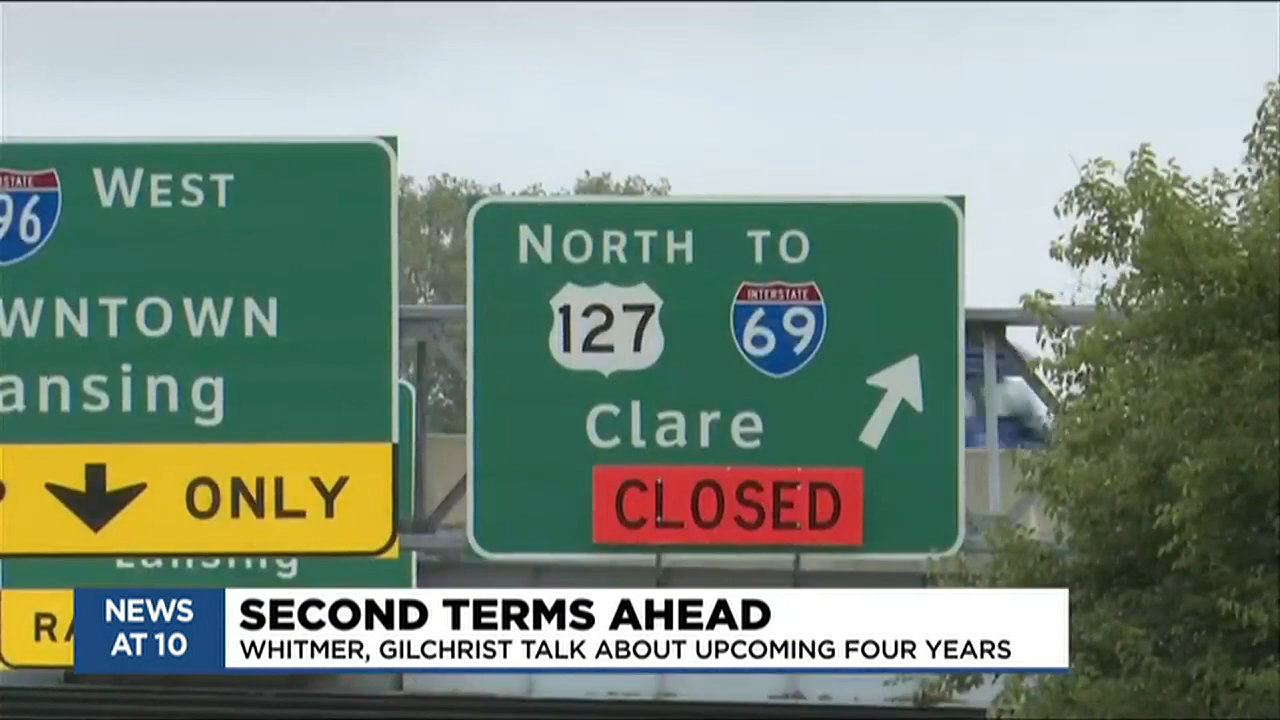 WEST
96
WNTOWN
ansing
ONLY
Lansing
NORTH TO
127
INTERSTATE
69
Clare
CLOSED
NEWS
AT 10
SECOND TERMS AHEAD
WHITMER, GILCHRIST TALK ABOUT UPCOMING FOUR YEARS